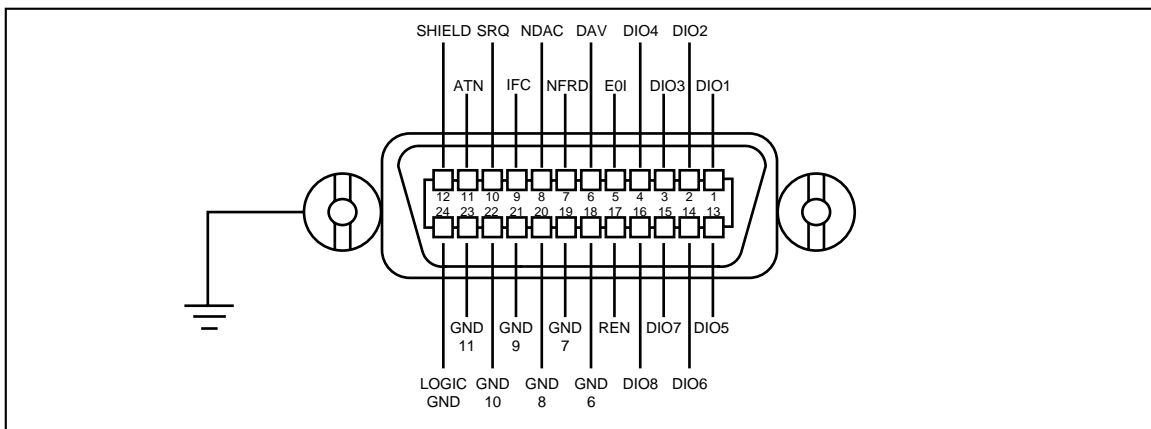 SHIELD SRQ NDAC DAV DIO4 DIO2
ATN IFC NFRD E0I DIO3 DIO1
12 11 10 9 8 7 6 5 4 3 2 1
24 23 22 21 20 19 18 17 16 15 14 13
GND GND GND REN DIO7 DIO5
11 9 7
LOGIC GND GND GND DIO8 DIO6
GND 10 8 6